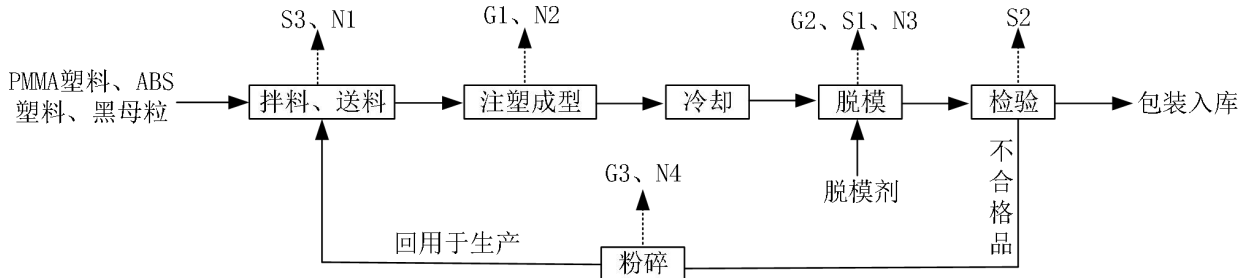 S3、N1
G1、N2
G2、S1、N3
S2
PMMA塑料、ABS
塑料、黑母粒
拌料、送料
注塑成型
冷却
脱模
检验
包装入库
脱模剂
不合格品
G3、N4
回用于生产
粉碎